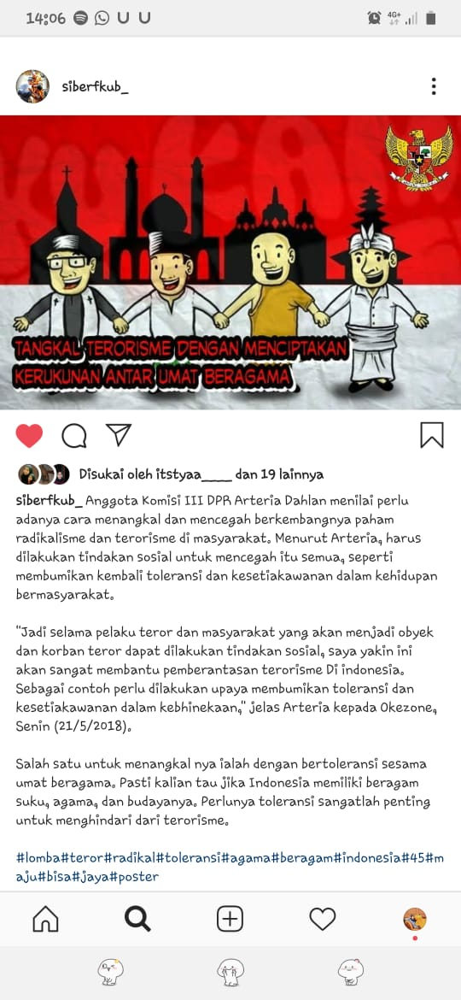 14:06
4G+
siberfkub_
TANGKAL TERORISME DENGAN MENCIPTAKAN
KERUKUNAN ANTAR UMAT BERAGAMA
Disukai oleh itstyaa_____ dan 19 lainnya
siberfkub_ Anggota Komisi III DPR Arteria Dahlan menilai perlu
adanya cara menangkal dan mencegah berkembangnya paham
radikalisme dan terorisme di masyarakat. Menurut Arteria, harus
dilakukan tindakan sosial untuk mencegah itu semua, seperti
membumikan kembali toleransi dan kesetiakawanan dalam kehidupan
bermasyarakat.
"Jadi selama pelaku teror dan masyarakat yang akan menjadi obyek
dan korban teror dapat dilakukan tindakan sosial, saya yakin ini
akan sangat membantu pemberantasan terorisme Di indonesia.
Sebagai contoh perlu dilakukan upaya membumikan toleransi dan
kesetiakawanan dalam kebhinekaan," jelas Arteria kepada Okezone,
Senin (21/5/2018).
Salah satu untuk menangkal nya ialah dengan bertoleransi sesama
umat beragama. Pasti kalian tau jika Indonesia memiliki beragam
suku, agama, dan budayanya. Perlunya toleransi sangatlah penting
untuk menghindari dari terorisme.
#lomba#teror#radikal#toleransi#agama#beragam#indonesia#45#m
aju#bisa#jaya#poster